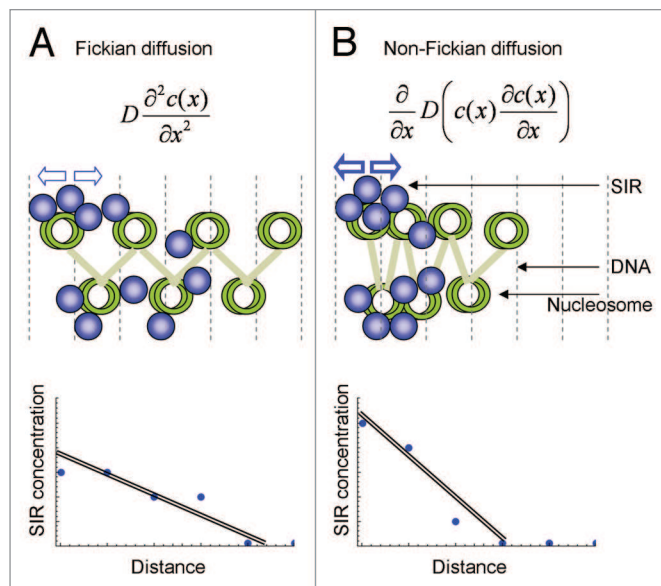 A Fickian diffusion
D ∂²c(x)/∂x²
SIR concentration
Distance
B Non-Fickian diffusion
∂/∂x D(c(x) ∂c(x)/∂x)
SIR
DNA
Nucleosome
SIR concentration
Distance